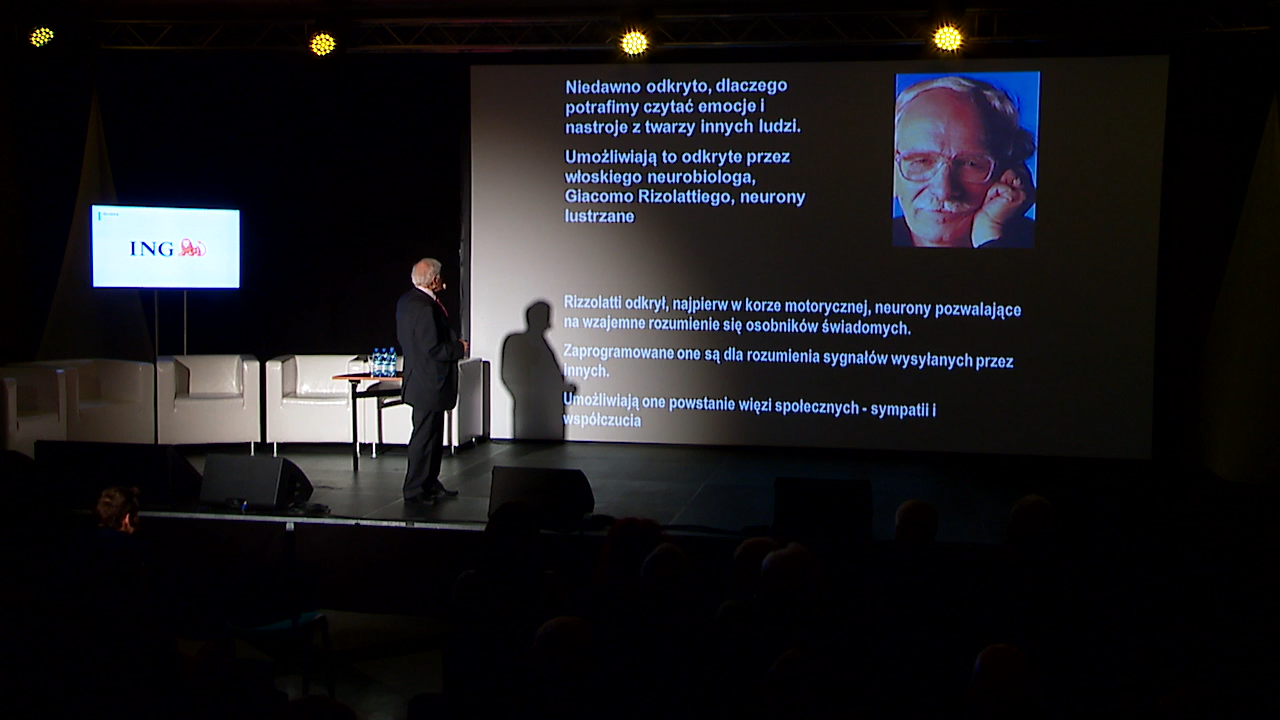 Niedawno odkryto, dlaczego
potrafimy czytać emocje i
nastroje z twarzy innych ludzi.
Umożliwiają to odkryte przez
włoskiego neurobiologa,
Giacomo Rizolattiego, neurony
lustrzane
ING
Rizzolatti odkrył, najpierw w korze motorycznej, neurony pozwalające
na wzajemne rozumienie się osobników świadomych.
Zaprogramowane one są dla rozumienia sygnałów wysyłanych przez
innych.
Umożliwiają one powstanie więzi społecznych - sympatii i
współczucia